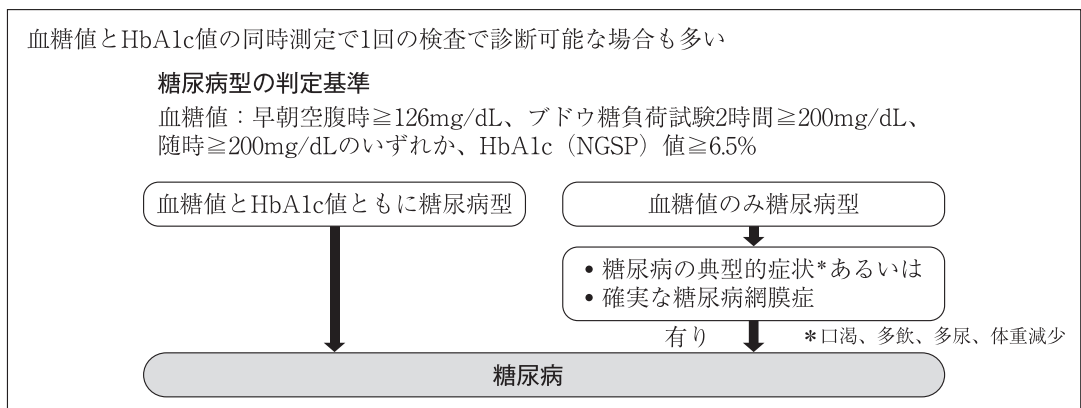 血糖値とHbA1c値の同時測定で1回の検査で診断可能な場合も多い
糖尿病型の判定基準
血糖値：早朝空腹時≧126mg/dL、ブドウ糖負荷試験2時間≧200mg/dL、
随時≧200mg/dLのいずれか、HbA1c（NGSP）値≧6.5%
血糖値とHbA1c値ともに糖尿病型
血糖値のみ糖尿病型
• 糖尿病の典型的症状*あるいは
• 確実な糖尿病網膜症
有り
*口渇、多飲、多尿、体重減少
糖尿病